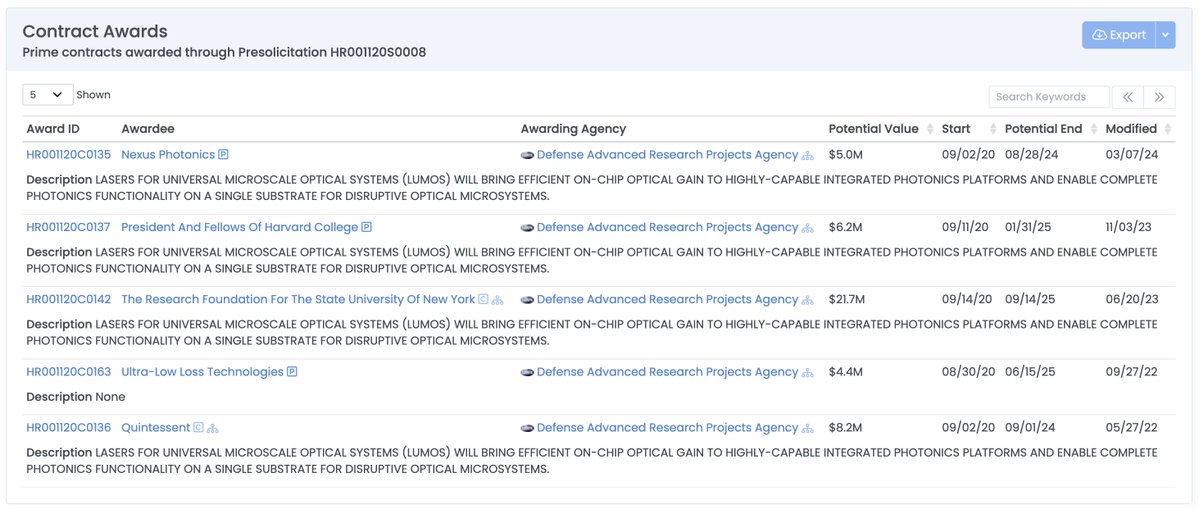 Contract Awards
Prime contracts awarded through Presolicitation HR001120S0008
Export
5 Shown
Search Keywords
Award ID Awardee Awarding Agency Potential Value Start Potential End Modified
HR001120C0135 Nexus Photonics P Defense Advanced Research Projects Agency $5.0M 09/02/20 08/28/24 03/07/24
Description LASERS FOR UNIVERSAL MICROSCALE OPTICAL SYSTEMS (LUMOS) WILL BRING EFFICIENT ON-CHIP OPTICAL GAIN TO HIGHLY-CAPABLE INTEGRATED PHOTONICS PLATFORMS AND ENABLE COMPLETE
PHOTONICS FUNCTIONALITY ON A SINGLE SUBSTRATE FOR DISRUPTIVE OPTICAL MICROSYSTEMS.
HR001120C0137 President And Fellows Of Harvard College P Defense Advanced Research Projects Agency $6.2M 09/11/20 01/31/25 11/03/23
Description LASERS FOR UNIVERSAL MICROSCALE OPTICAL SYSTEMS (LUMOS) WILL BRING EFFICIENT ON-CHIP OPTICAL GAIN TO HIGHLY-CAPABLE INTEGRATED PHOTONICS PLATFORMS AND ENABLE COMPLETE
PHOTONICS FUNCTIONALITY ON A SINGLE SUBSTRATE FOR DISRUPTIVE OPTICAL MICROSYSTEMS.
HR001120C0142 The Research Foundation For The State University Of New York C Defense Advanced Research Projects Agency $21.7M 09/14/20 09/14/25 06/20/23
Description LASERS FOR UNIVERSAL MICROSCALE OPTICAL SYSTEMS (LUMOS) WILL BRING EFFICIENT ON-CHIP OPTICAL GAIN TO HIGHLY-CAPABLE INTEGRATED PHOTONICS PLATFORMS AND ENABLE COMPLETE
PHOTONICS FUNCTIONALITY ON A SINGLE SUBSTRATE FOR DISRUPTIVE OPTICAL MICROSYSTEMS.
HR001120C0163 Ultra-Low Loss Technologies P Defense Advanced Research Projects Agency $4.4M 08/30/20 06/15/25 09/27/22
Description None
HR001120C0136 Quintessent C Defense Advanced Research Projects Agency $8.2M 09/02/20 09/01/24 05/27/22
Description LASERS FOR UNIVERSAL MICROSCALE OPTICAL SYSTEMS (LUMOS) WILL BRING EFFICIENT ON-CHIP OPTICAL GAIN TO HIGHLY-CAPABLE INTEGRATED PHOTONICS PLATFORMS AND ENABLE COMPLETE
PHOTONICS FUNCTIONALITY ON A SINGLE SUBSTRATE FOR DISRUPTIVE OPTICAL MICROSYSTEMS.